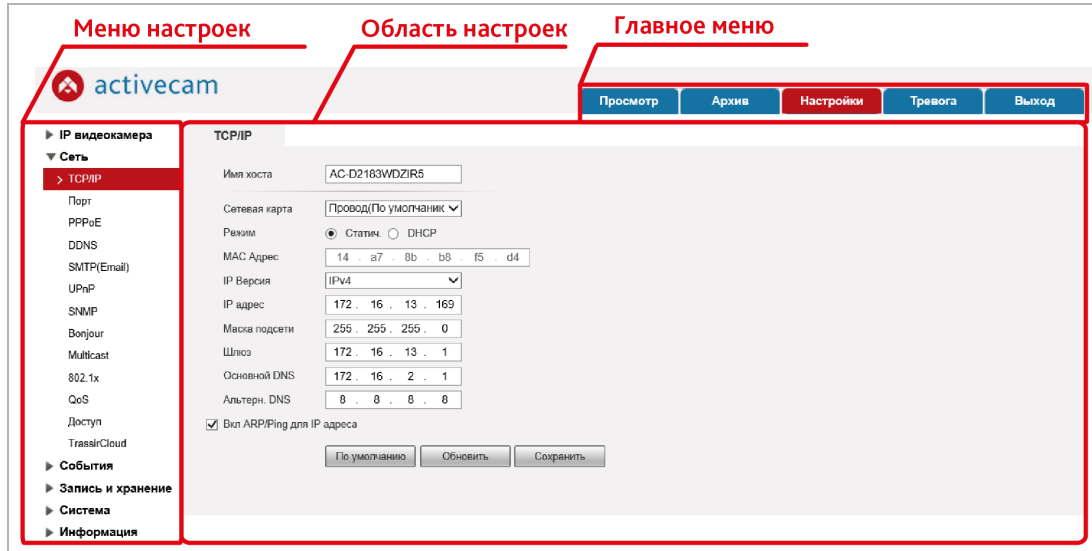 Меню настроек
Область настроек
Главное меню
activecam
Просмотр
Архив
Настройки
Тревога
Выход
IP видеокамера
Сеть
TCP/IP
Порт
PPPoE
DDNS
SMTP(Email)
UPnP
SNMP
Bonjour
Multicast
802.1x
QoS
Доступ
TrassirCloud
События
Запись и хранение
Система
Информация
TCP/IP
Имя хоста AC-D2183WDZIR5
Сетевая карта Провод(По умолчаник
Режим Статич. DHCP
MAC Адрес 14 . a7 . 8b . b8 . f5 . d4
IP Версия IPv4
IP адрес 172 . 16 . 13 . 169
Маска подсети 255 . 255 . 255 . 0
Шлюз 172 . 16 . 13 . 1
Основной DNS 172 . 16 . 2 . 1
Альтерн. DNS 8 . 8 . 8 . 8
Вкл ARP/Ping для IP адреса
По умолчанию Обновить Сохранить